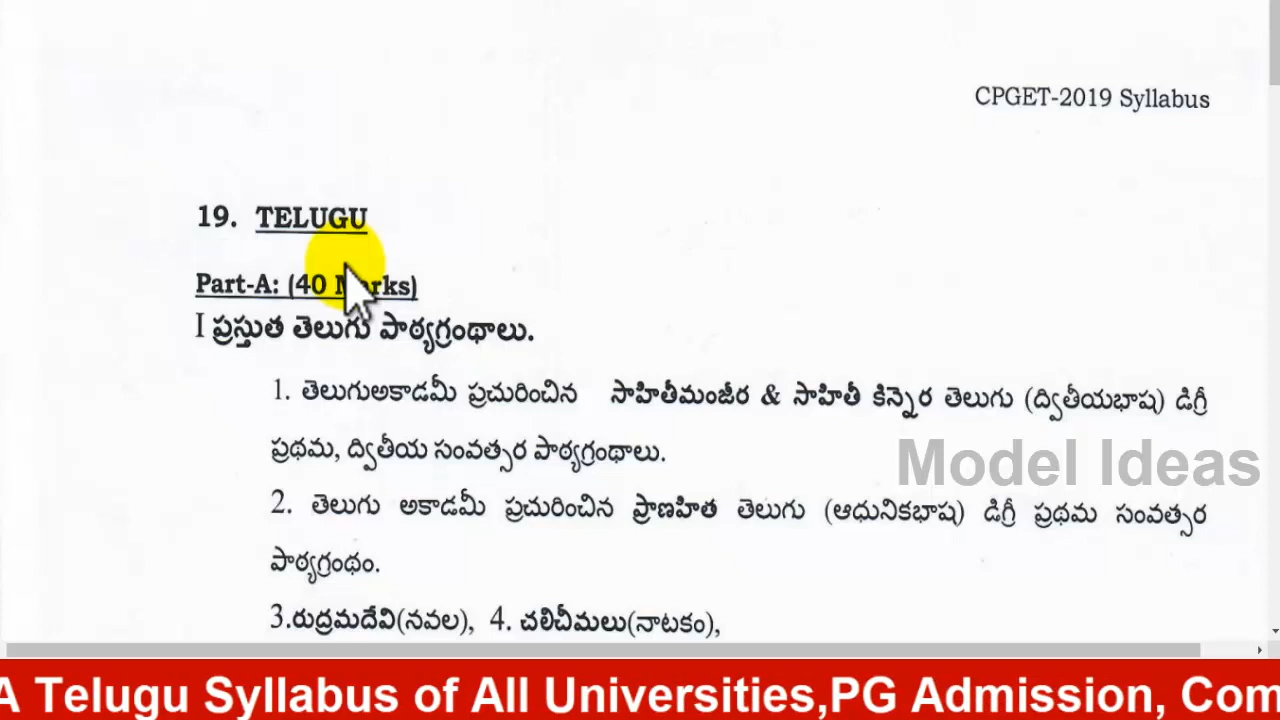 CPGET-2019 Syllabus
19. TELUGU
Part-A: (40 Marks)
I ప్రస్తుత తెలుగు పాఠ్యగ్రంథాలు.
1. తెలుగుఅకాడమీ ప్రచురించిన సాహితీమంజీర & సాహితీ కిన్నెర తెలుగు (ద్వితీయభాష) డిగ్రీ
ప్రథమ, ద్వితీయ సంవత్సర పాఠ్యగ్రంథాలు.
Model Ideas
2. తెలుగు అకాడమీ ప్రచురించిన ప్రాణహిత తెలుగు (ఆధునికభాష) డిగ్రీ ప్రథమ సంవత్సర
పాఠ్యగ్రంథం.
3.రుద్రమదేవి(నవల), 4. చలిచీమలు(నాటకం),
A Telugu Syllabus of All Universities,PG Admission, Com